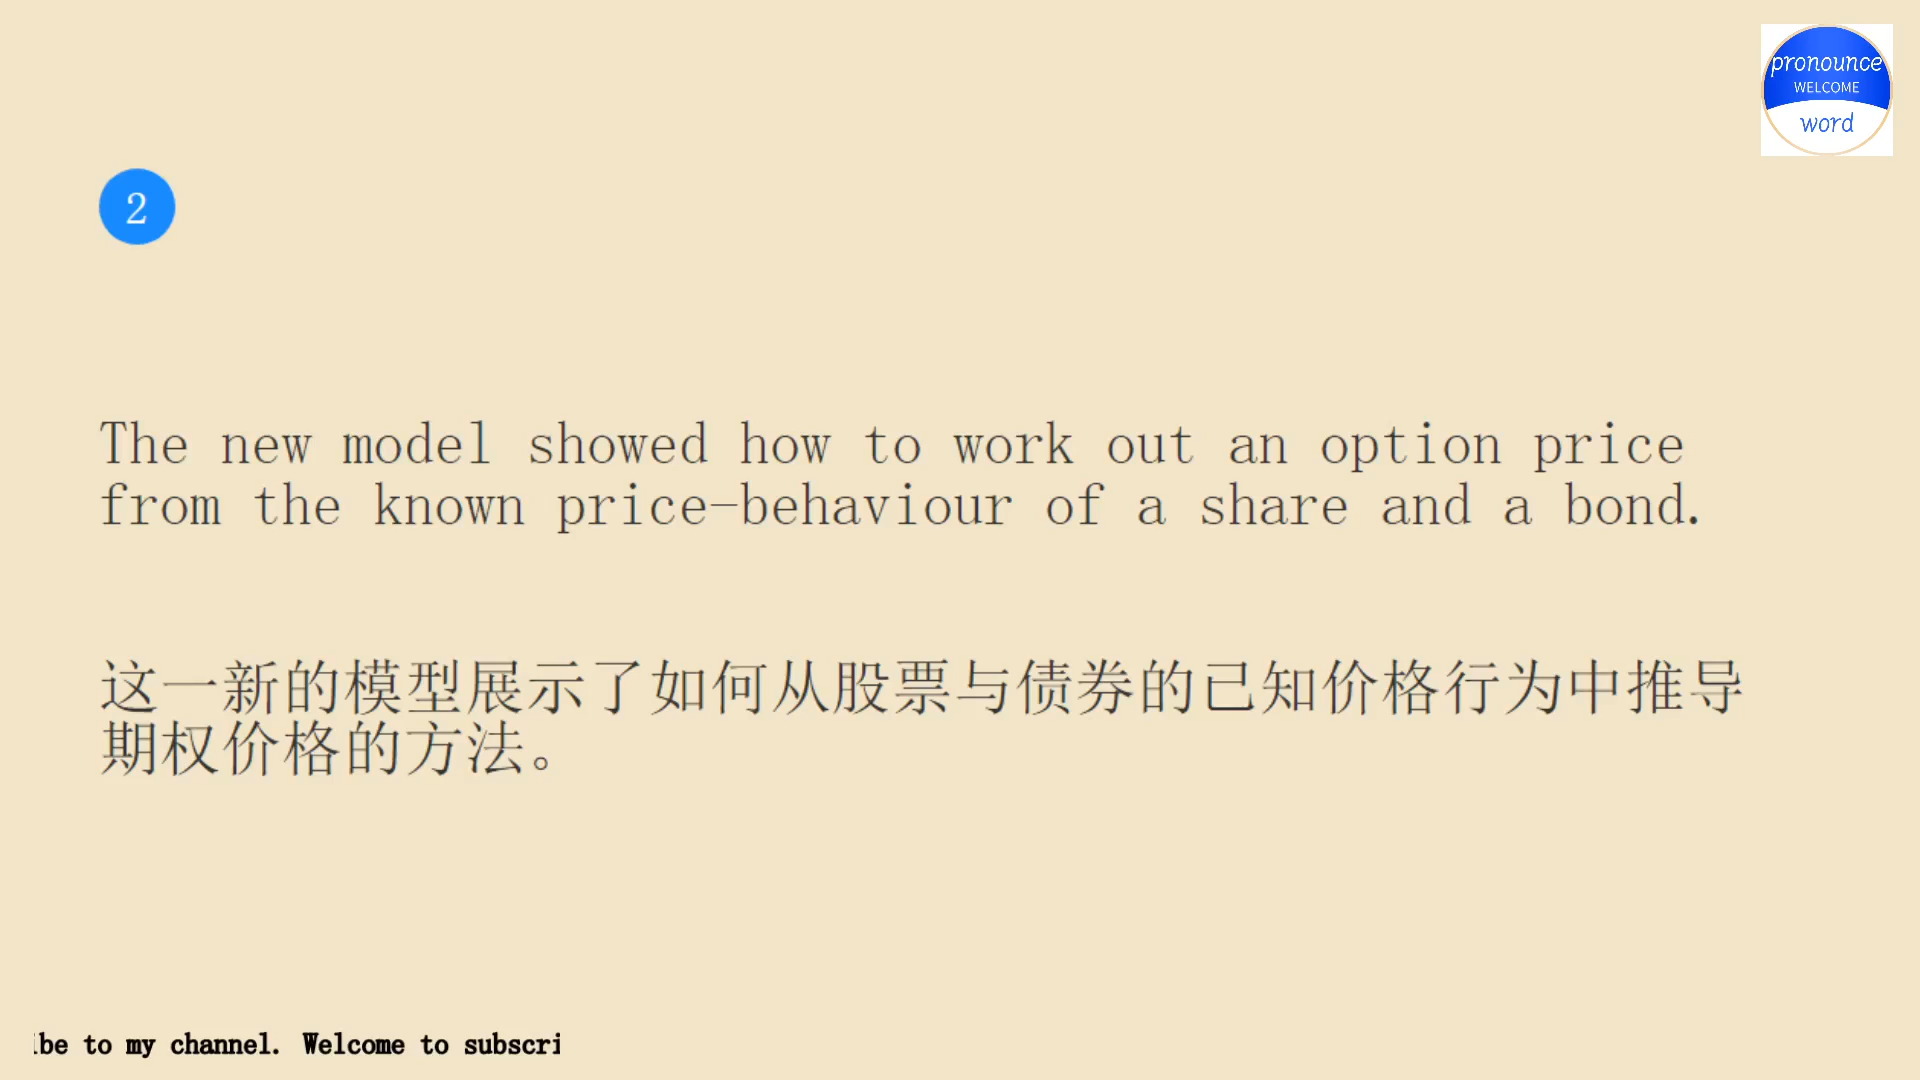 pronounce
WELCOME
word
2
The new model showed how to work out an option price
from the known price-behaviour of a share and a bond.
这一新的模型展示了如何从股票与债券的已知价格行为中推导
期权价格的方法。
ibe to my channel. Welcome to subscri